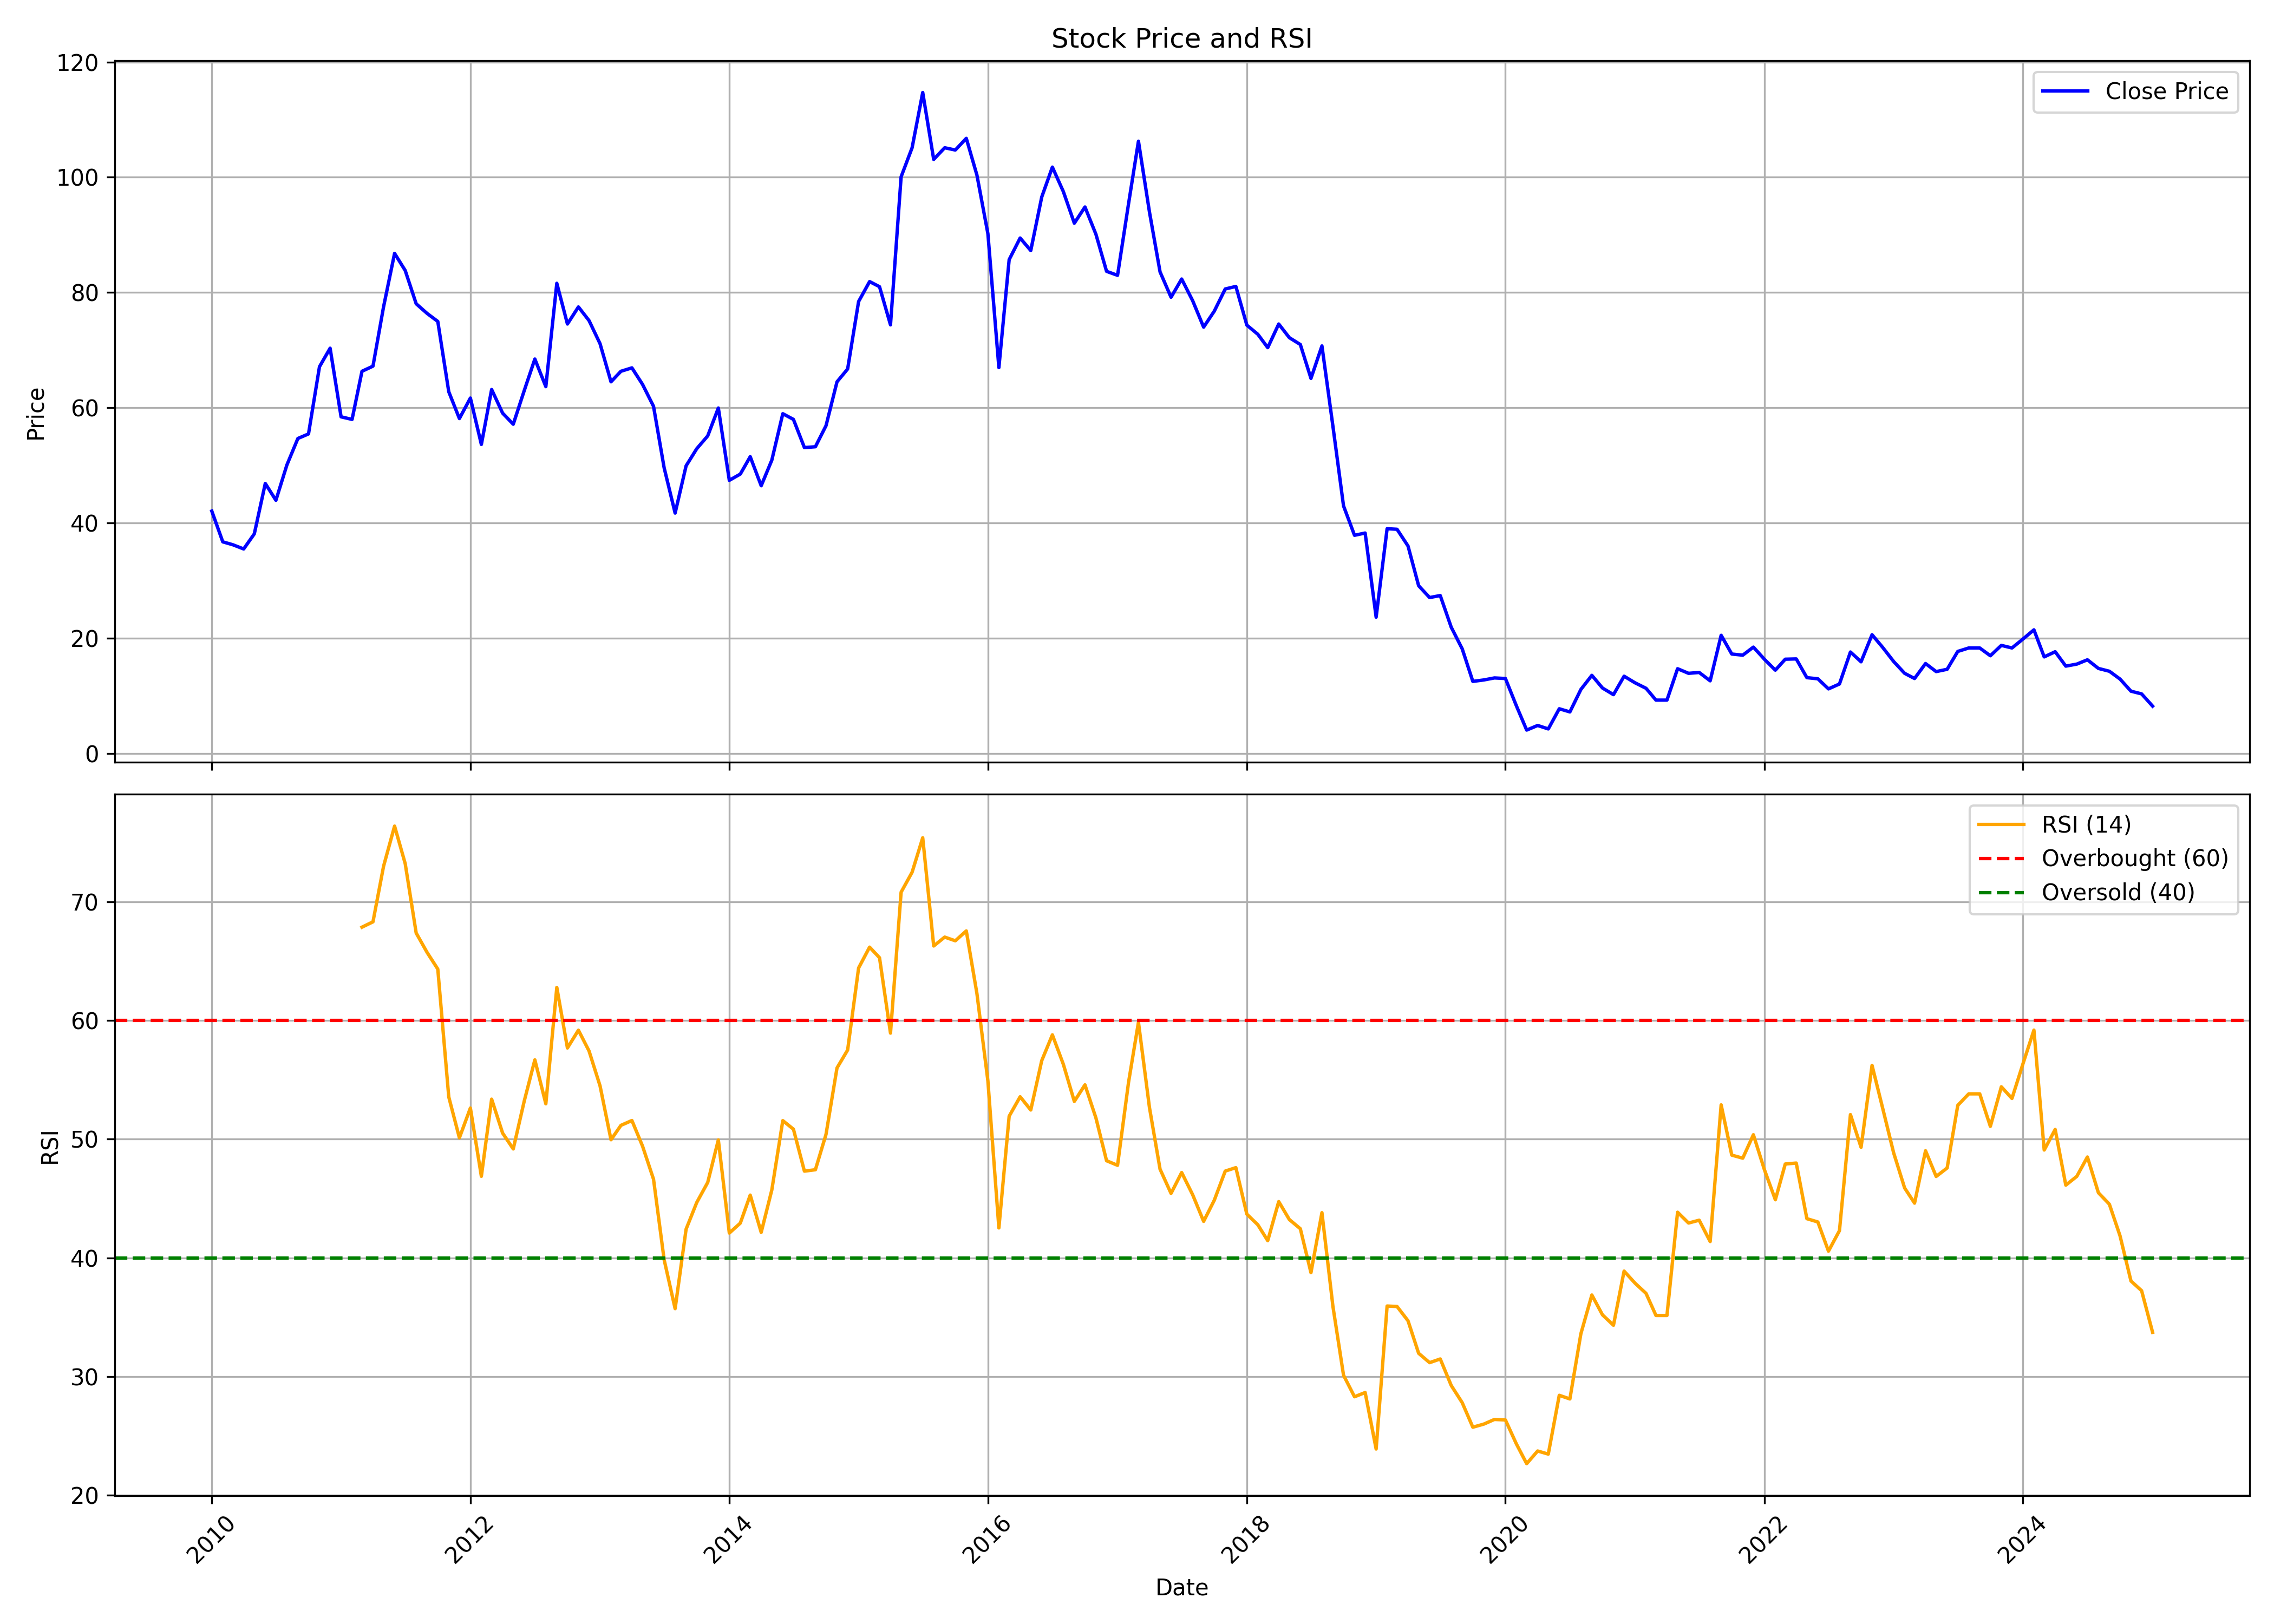 Stock Price and RSI
120
100
80
60
40
20
0
Price
Close Price
70
60
50
40
30
20
RSI
RSI (14)
Overbought (60)
Oversold (40)
2010
2012
2014
2016
2018
2020
2022
2024
Date